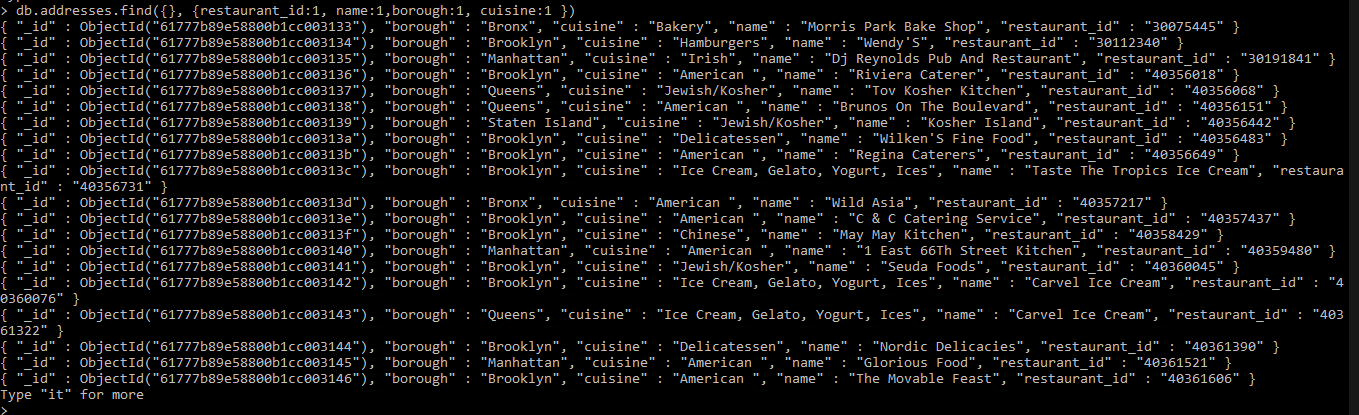 > db.addresses.find({}, {restaurant_id:1, name:1,borough:1, cuisine:1 })
{ "_id" : ObjectId("61777b89e58800b1cc003133"), "borough" : "Bronx", "cuisine" : "Bakery", "name" : "Morris Park Bake Shop", "restaurant_id" : "30075445" }
{ "_id" : ObjectId("61777b89e58800b1cc003134"), "borough" : "Brooklyn", "cuisine" : "Hamburgers", "name" : "Wendy'S", "restaurant_id" : "30112340" }
{ "_id" : ObjectId("61777b89e58800b1cc003135"), "borough" : "Manhattan", "cuisine" : "Irish", "name" : "Dj Reynolds Pub And Restaurant", "restaurant_id" : "30191841" }
{ "_id" : ObjectId("61777b89e58800b1cc003136"), "borough" : "Brooklyn", "cuisine" : "American ", "name" : "Riviera Caterer", "restaurant_id" : "40356018" }
{ "_id" : ObjectId("61777b89e58800b1cc003137"), "borough" : "Queens", "cuisine" : "Jewish/Kosher", "name" : "Tov Kosher Kitchen", "restaurant_id" : "40356068" }
{ "_id" : ObjectId("61777b89e58800b1cc003138"), "borough" : "Queens", "cuisine" : "American ", "name" : "Brunos On The Boulevard", "restaurant_id" : "40356151" }
{ "_id" : ObjectId("61777b89e58800b1cc003139"), "borough" : "Staten Island", "cuisine" : "Jewish/Kosher", "name" : "Kosher Island", "restaurant_id" : "40356442" }
{ "_id" : ObjectId("61777b89e58800b1cc00313a"), "borough" : "Brooklyn", "cuisine" : "Delicatessen", "name" : "Wilken'S Fine Food", "restaurant_id" : "40356483" }
{ "_id" : ObjectId("61777b89e58800b1cc00313b"), "borough" : "Brooklyn", "cuisine" : "American ", "name" : "Regina Caterers", "restaurant_id" : "40356649" }
{ "_id" : ObjectId("61777b89e58800b1cc00313c"), "borough" : "Brooklyn", "cuisine" : "Ice Cream, Gelato, Yogurt, Ices", "name" : "Taste The Tropics Ice Cream", "restaura
nt_id" : "40356731" }
{ "_id" : ObjectId("61777b89e58800b1cc00313d"), "borough" : "Bronx", "cuisine" : "American ", "name" : "Wild Asia", "restaurant_id" : "40357217" }
{ "_id" : ObjectId("61777b89e58800b1cc00313e"), "borough" : "Brooklyn", "cuisine" : "American ", "name" : "C & C Catering Service", "restaurant_id" : "40357437" }
{ "_id" : ObjectId("61777b89e58800b1cc00313f"), "borough" : "Brooklyn", "cuisine" : "Chinese", "name" : "May May Kitchen", "restaurant_id" : "40358429" }
{ "_id" : ObjectId("61777b89e58800b1cc003140"), "borough" : "Manhattan", "cuisine" : "American ", "name" : "1 East 66Th Street Kitchen", "restaurant_id" : "40359480" }
{ "_id" : ObjectId("61777b89e58800b1cc003141"), "borough" : "Brooklyn", "cuisine" : "Jewish/Kosher", "name" : "Seuda Foods", "restaurant_id" : "40360045" }
{ "_id" : ObjectId("61777b89e58800b1cc003142"), "borough" : "Brooklyn", "cuisine" : "Ice Cream, Gelato, Yogurt, Ices", "name" : "Carvel Ice Cream", "restaurant_id" : "4
0360076" }
{ "_id" : ObjectId("61777b89e58800b1cc003143"), "borough" : "Queens", "cuisine" : "Ice Cream, Gelato, Yogurt, Ices", "name" : "Carvel Ice Cream", "restaurant_id" : "403
61322" }
{ "_id" : ObjectId("61777b89e58800b1cc003144"), "borough" : "Brooklyn", "cuisine" : "Delicatessen", "name" : "Nordic Delicacies", "restaurant_id" : "40361390" }
{ "_id" : ObjectId("61777b89e58800b1cc003145"), "borough" : "Manhattan", "cuisine" : "American ", "name" : "Glorious Food", "restaurant_id" : "40361521" }
{ "_id" : ObjectId("61777b89e58800b1cc003146"), "borough" : "Brooklyn", "cuisine" : "American ", "name" : "The Movable Feast", "restaurant_id" : "40361606" }
Type "it" for more
>